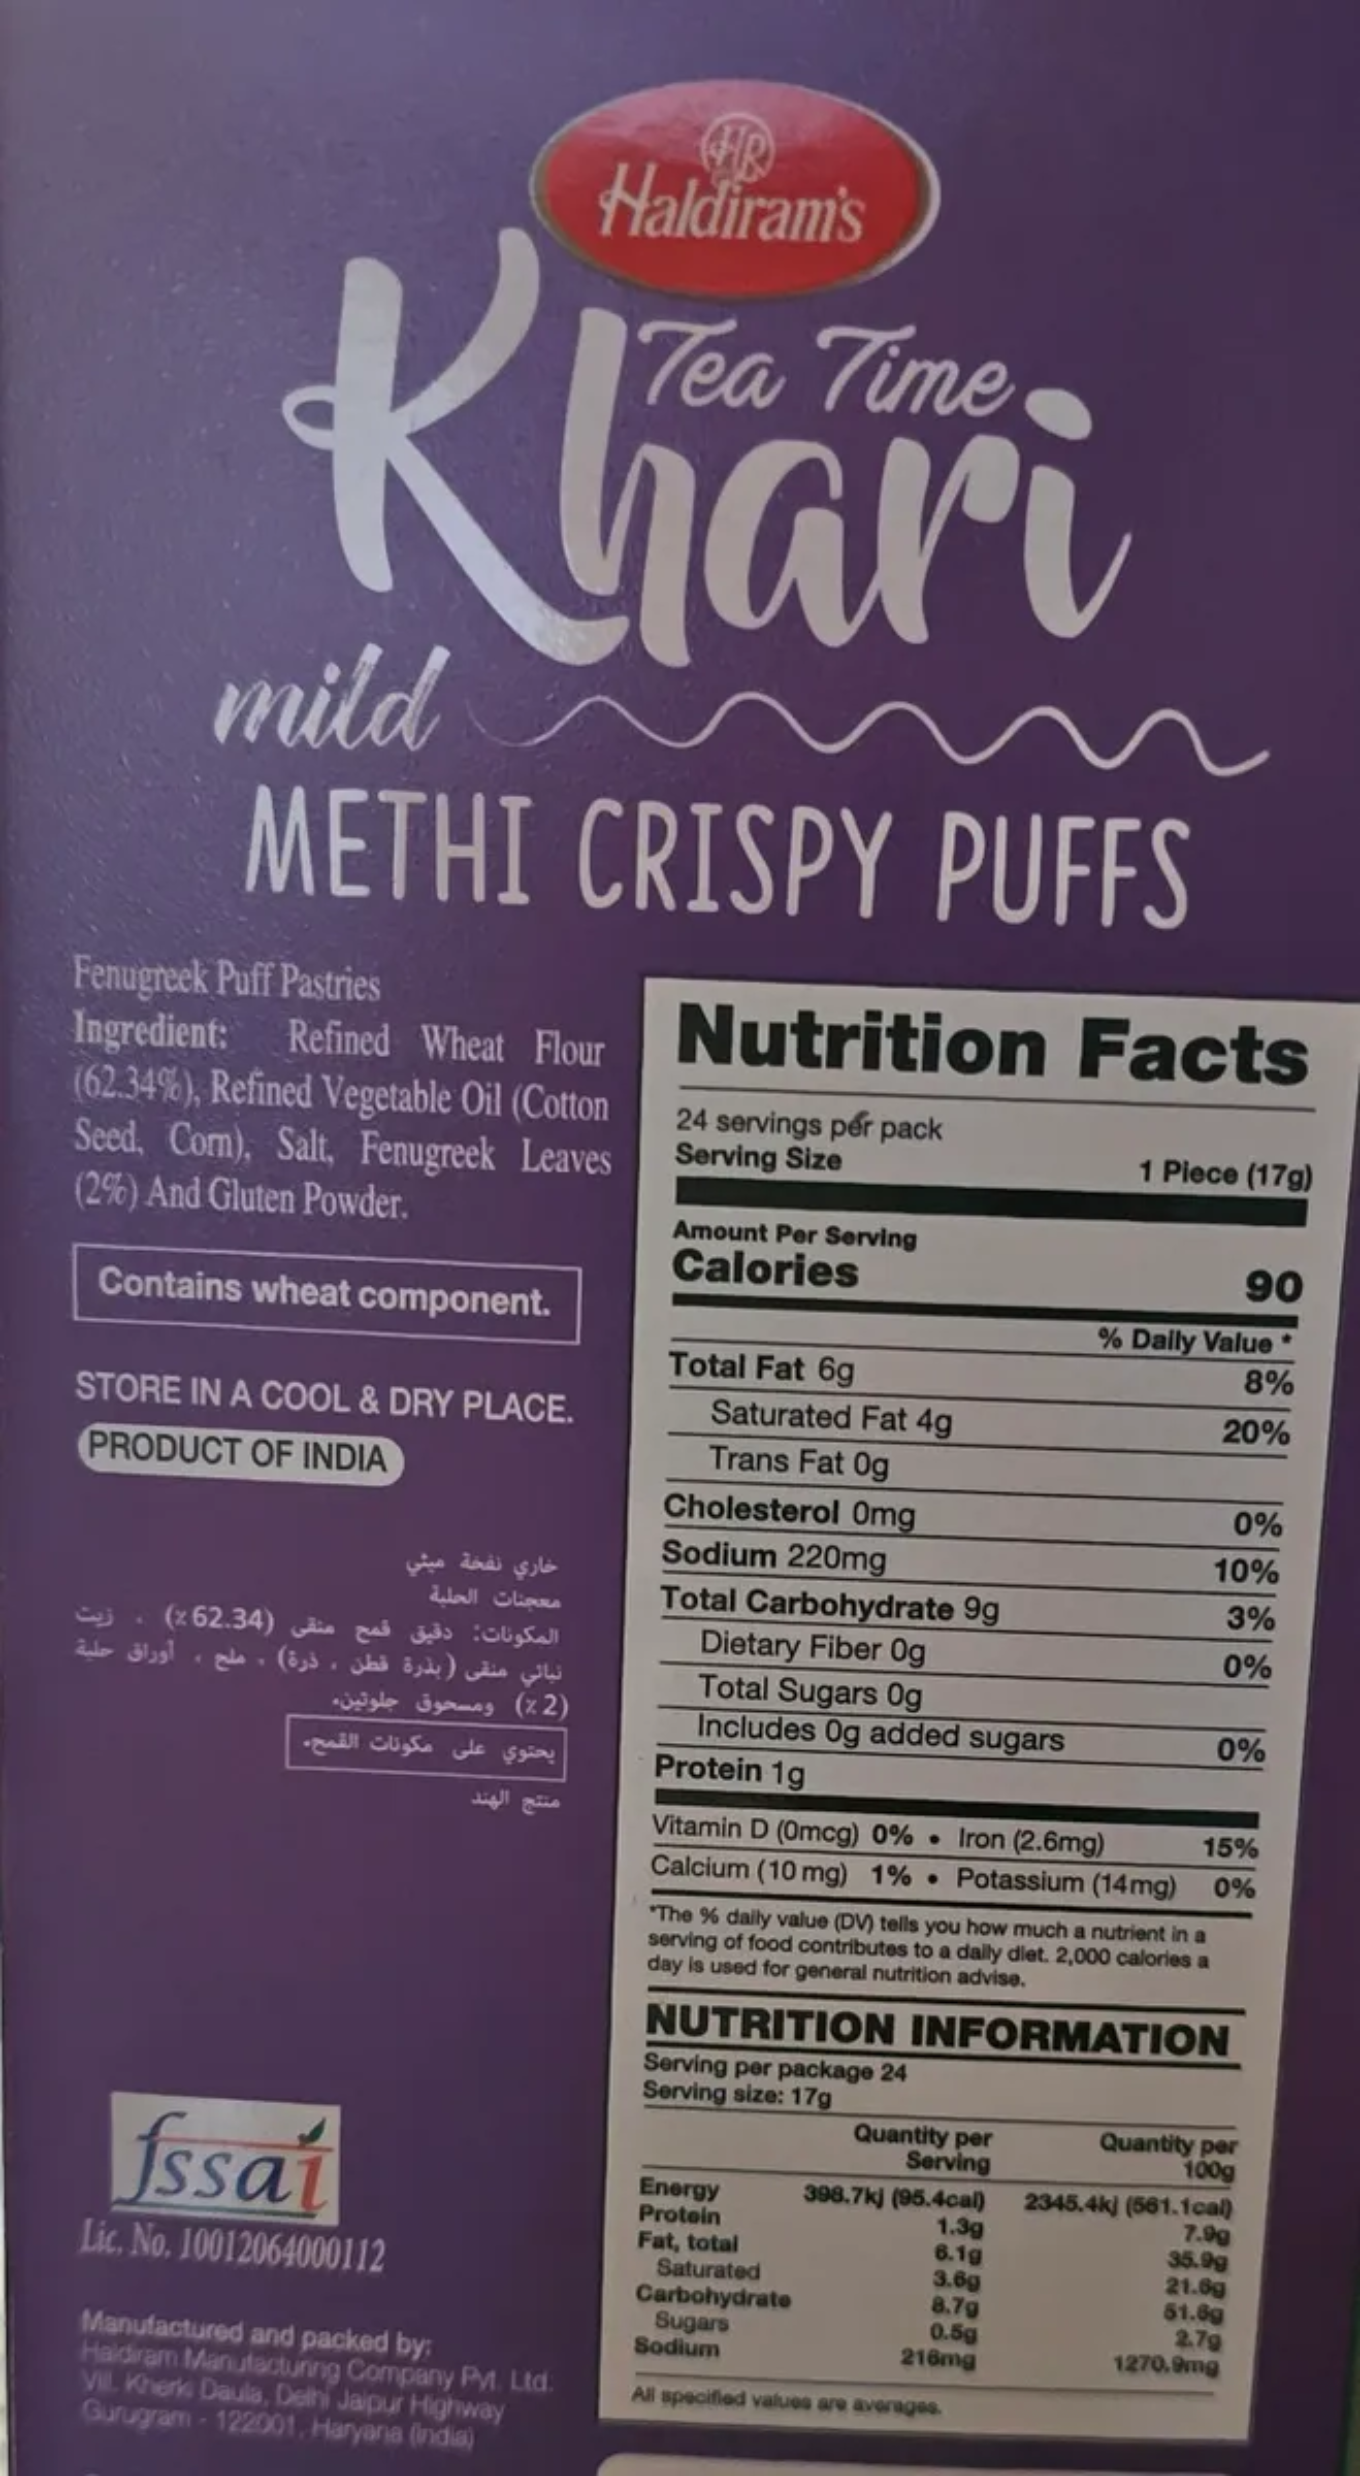 HR
Haldiram's
Tea Time
Khari
mild
METHI CRISPY PUFFS
Fenugreek Puff Pastries
Ingredient: Refined Wheat Flour
(62.34%), Refined Vegetable Oil (Cotton
Seed, Corn), Salt, Fenugreek Leaves
(2%) And Gluten Powder.
Contains wheat component.
STORE IN A COOL & DRY PLACE.
PRODUCT OF INDIA
خاري نفخة ميثي
معجنات الحلبة
المكونات: دقيق قمح منقى (62.34٪) ، زيت
نباتي منقى (بذرة قطن ، ذرة) ، ملح ، أوراق حلبة
(2٪) ومسحوق جلوتين.
يحتوي على مكونات القمح.
منتج الهند
fssai
Lic. No. 10012064000112
Manufactured and packed by:
Haldiram Manufacturing Company Pvt. Ltd.
Vill. Kherki Daula, Delhi Jaipur Highway
Gurugram - 122001, Haryana (India)
Nutrition Facts
24 servings per pack
Serving Size 1 Piece (17g)
Amount Per Serving
Calories 90
% Daily Value *
Total Fat 6g 8%
Saturated Fat 4g 20%
Trans Fat 0g
Cholesterol 0mg 0%
Sodium 220mg 10%
Total Carbohydrate 9g 3%
Dietary Fiber 0g 0%
Total Sugars 0g
Includes 0g added sugars 0%
Protein 1g
Vitamin D (0mcg) 0% • Iron (2.6mg) 15%
Calcium (10 mg) 1% • Potassium (14mg) 0%
*The % daily value (DV) tells you how much a nutrient in a
serving of food contributes to a daily diet. 2,000 calories a
day is used for general nutrition advise.
NUTRITION INFORMATION
Serving per package 24
Serving size: 17g
Quantity per Quantity per
Serving 100g
Energy 398.7kj (95.4cal) 2345.4kj (561.1cal)
Protein 1.3g 7.9g
Fat, total 6.1g 35.9g
Saturated 3.6g 21.6g
Carbohydrate 8.7g 51.6g
Sugars 0.5g 2.7g
Sodium 216mg 1270.9mg
All specified values are averages.